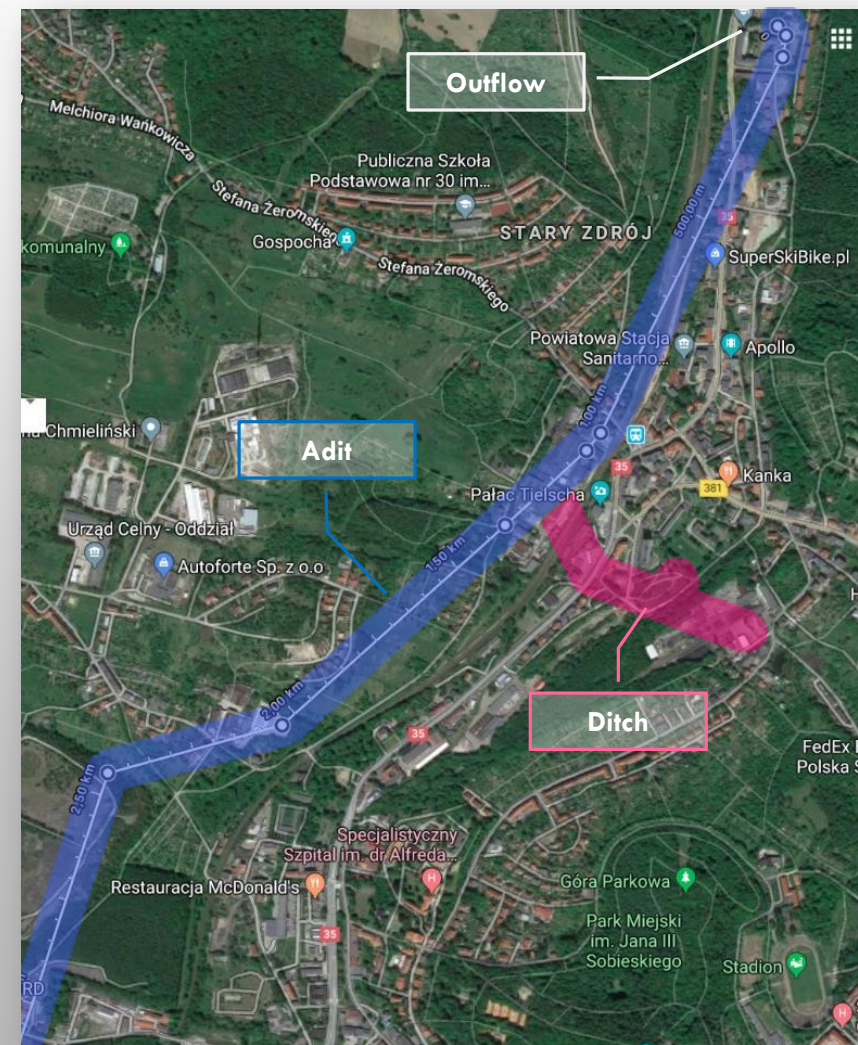 Outflow
Melchiora Wańkowicza
Publiczna Szkoła
Podstawowa nr 30 im...
Stefana Żeromskiego
komunalny
Gospocha
STARY ZDRÓJ
Stefana Żeromskiego
0
500,00 m
35
SuperSkiBike.pl
Powiatowa Stacja
Sanitarno...
Apollo
1,00 km
Chmieliński
Adit
35
Kanka
381
Pałac Tielscha
Urząd Celny - Oddział
Autoforte Sp. z o.o
1,50 km
Ditch
2,00 km
35
FedEx
Polska
2,50 km
Specjalistyczny
Szpital im. dr Alfreda...
Restauracja McDonald's
Góra Parkowa
35
Park Miejski
im. Jana III
Sobieskiego
Stadion
RD